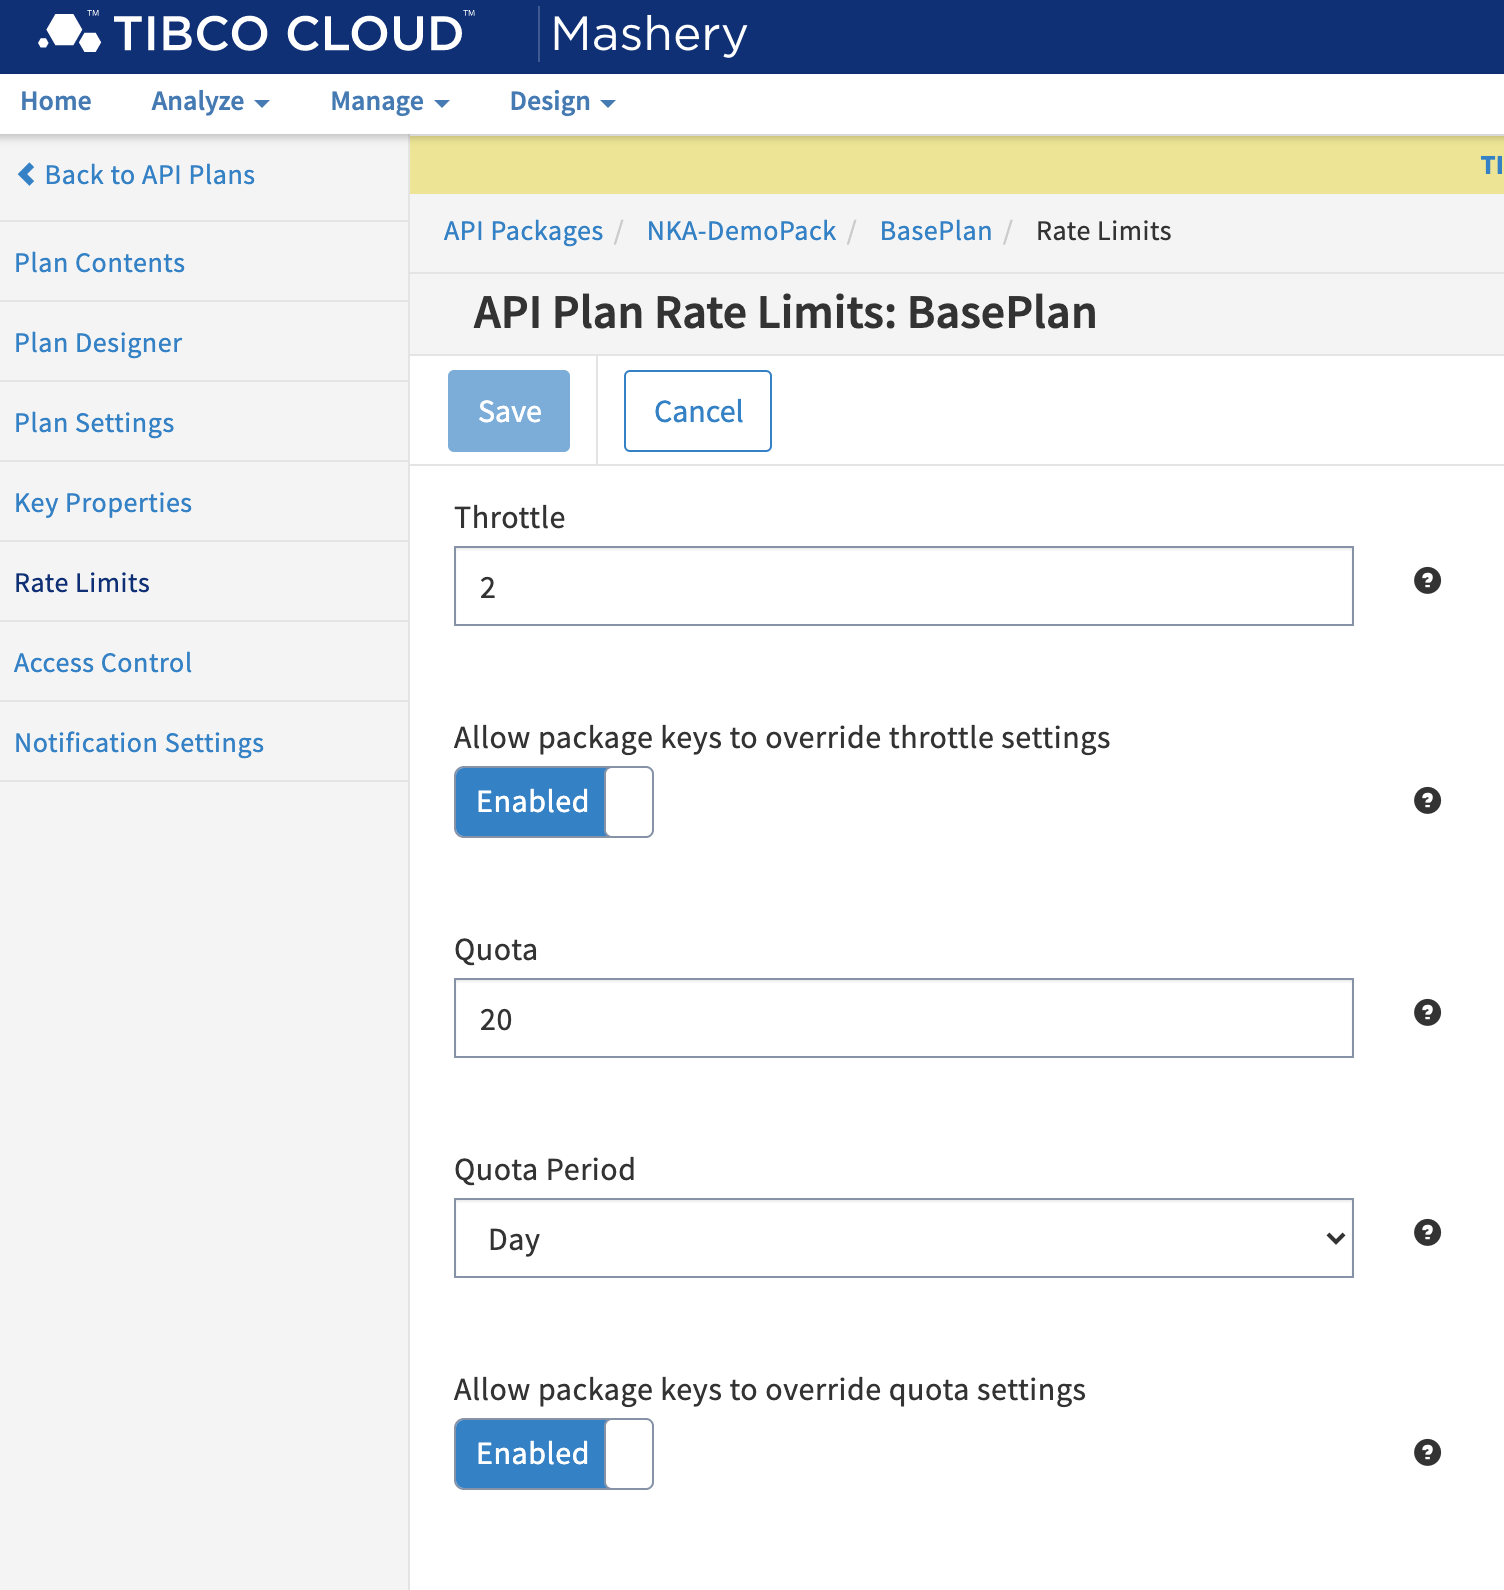 TIBCO CLOUD™ Mashery
Home Analyze Manage Design
Back to API Plans
Plan Contents
Plan Designer
Plan Settings
Key Properties
Rate Limits
Access Control
Notification Settings
TI
API Packages / NKA-DemoPack / BasePlan / Rate Limits
API Plan Rate Limits: BasePlan
Save Cancel
Throttle
2
Allow package keys to override throttle settings
Enabled
Quota
20
Quota Period
Day
Allow package keys to override quota settings
Enabled